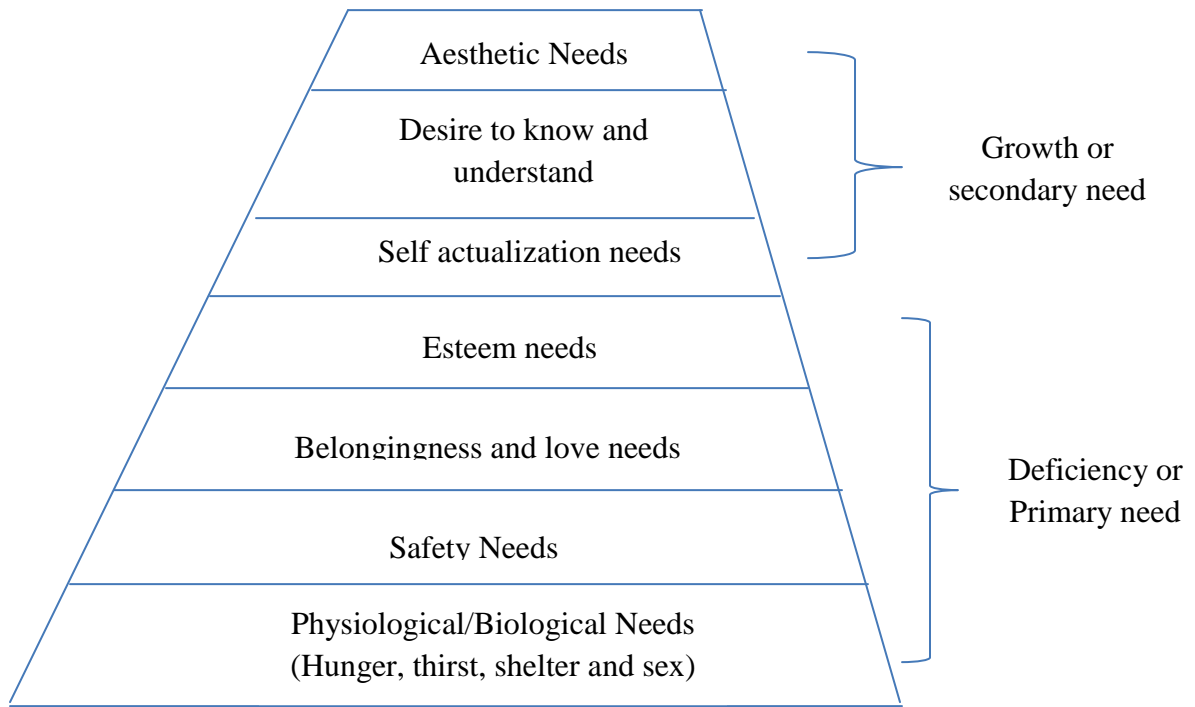 Aesthetic Needs
Desire to know and
understand
Growth or
secondary need
Self actualization needs
Esteem needs
Belongingness and love needs
Deficiency or
Primary need
Safety Needs
Physiological/Biological Needs
(Hunger, thirst, shelter and sex)